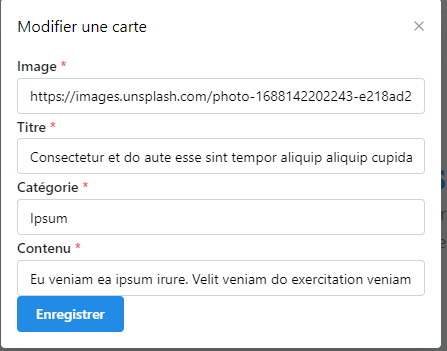 Modifier une carte
Image *
https://images.unsplash.com/photo-1688142202243-e218ad2
Titre *
Consectetur et do aute esse sint tempor aliquip aliquip cupida
Catégorie *
Ipsum
Contenu *
Eu veniam ea ipsum irure. Velit veniam do exercitation veniam
Enregistrer